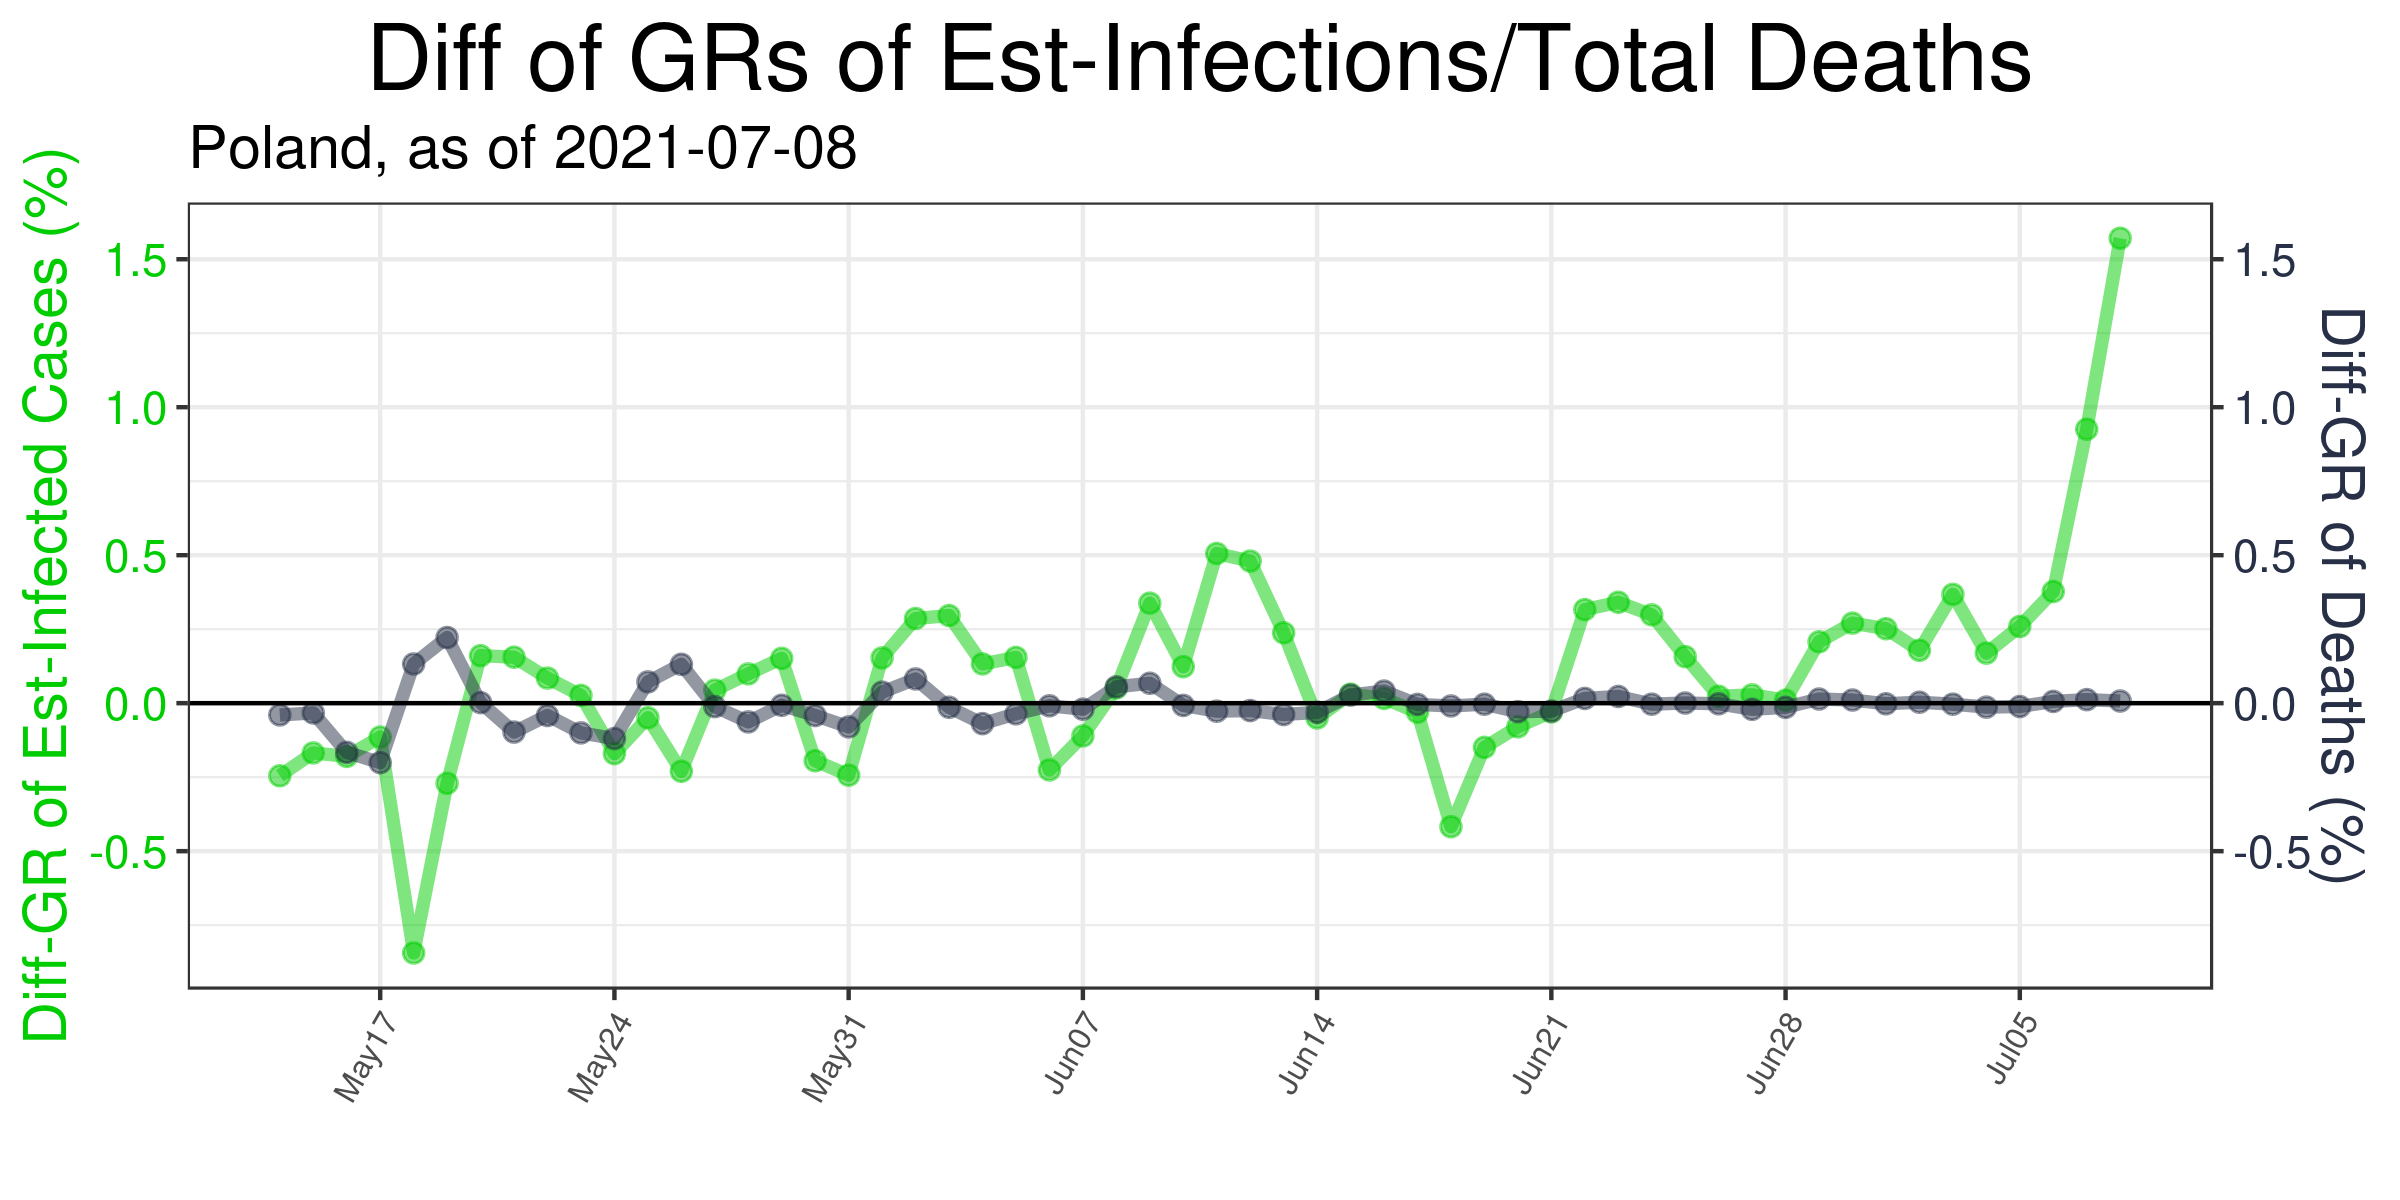 Diff of GRs of Est-Infections/Total Deaths
Poland, as of 2021-07-08
Diff-GR of Est-Infected Cases (%)
1.5
1.0
0.5
0.0
-0.5
1.5
1.0
0.5
0.0
-0.5
Diff-GR of Deaths (%)
May17
May24
May31
Jun07
Jun14
Jun21
Jun28
Jul05